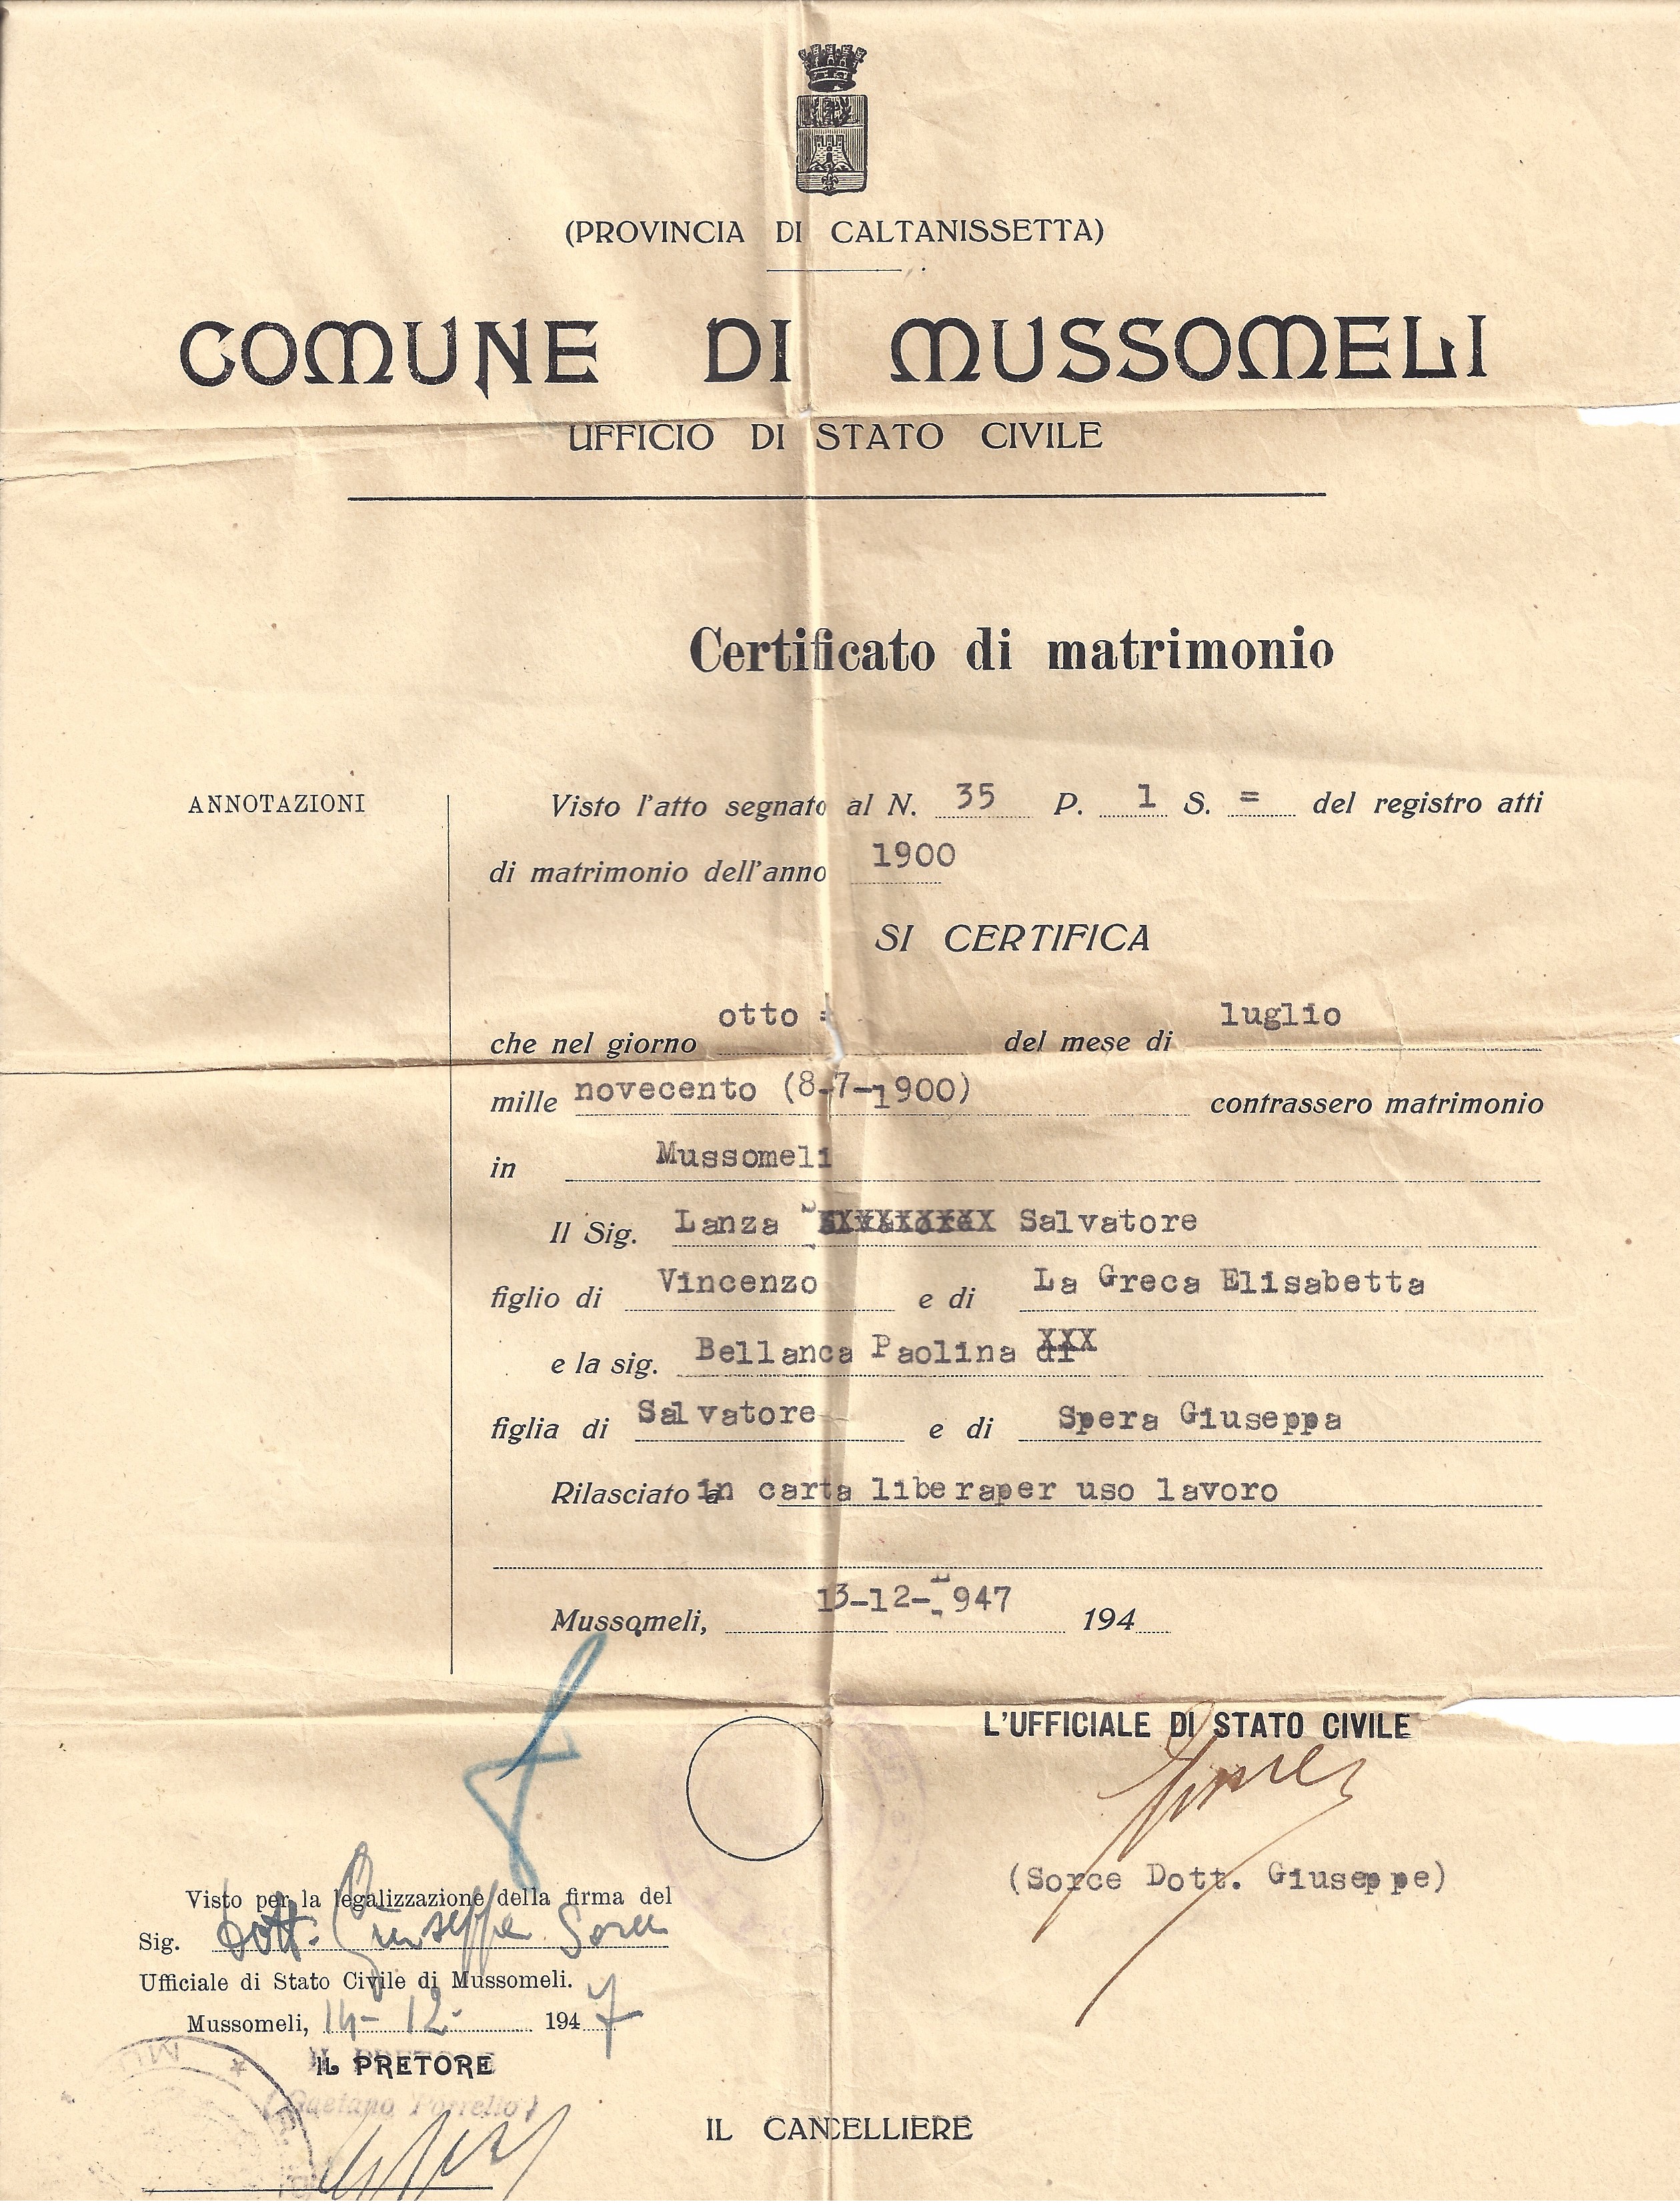 (PROVINCIA DI CALTANISSETTA)
COMUNE DI MUSSOMELI
UFFICIO DI STATO CIVILE
Certificato di matrimonio
ANNOTAZIONI
Visto l'atto segnato al N. 35 P. 1 S. = del registro atti
di matrimonio dell'anno 1900
SI CERTIFICA
che nel giorno otto = del mese di luglio
mille novecento (8-7-1900) contrassero matrimonio
in Mussomeli
Il Sig. Lanza XXXXXXXXX Salvatore
figlio di Vincenzo e di La Greca Elisabetta
e la sig. Bellanca Paolina di XXX
figlia di Salvatore e di Spera Giuseppa
Rilasciato a in carta liberaper uso lavoro
Mussomeli, 13-12-1947 194
L'UFFICIALE DI STATO CIVILE
(Sorce Dott. Giuseppe)
Visto per la legalizzazione della firma del
Sig. Dott. Giuseppe Sorce
Ufficiale di Stato Civile di Mussomeli.
Mussomeli, 14-12- 1947
IL PRETORE
IL CANCELLIERE